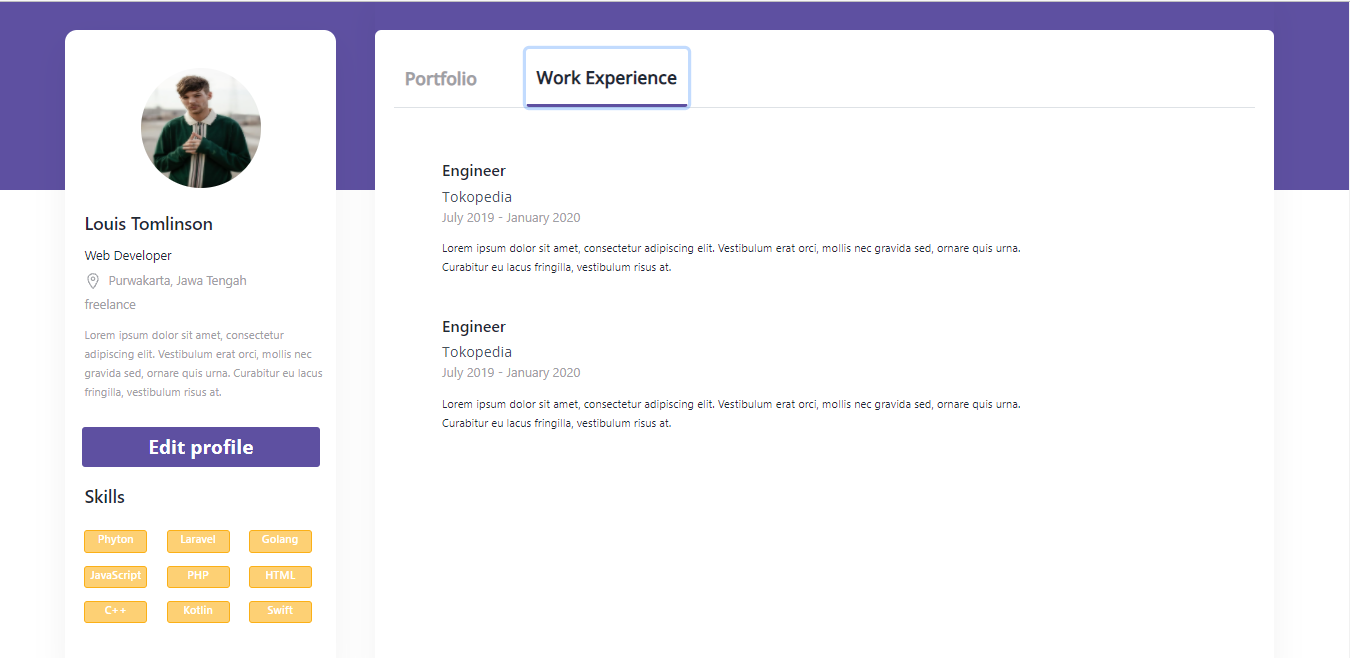 Louis Tomlinson
Web Developer
Purwakarta, Jawa Tengah
freelance
Lorem ipsum dolor sit amet, consectetur
adipiscing elit. Vestibulum erat orci, mollis nec
gravida sed, ornare quis urna. Curabitur eu lacus
fringilla, vestibulum risus at.
Edit profile
Skills
Phyton Laravel Golang
JavaScript PHP HTML
C++ Kotlin Swift
Portfolio Work Experience
Engineer
Tokopedia
July 2019 - January 2020
Lorem ipsum dolor sit amet, consectetur adipiscing elit. Vestibulum erat orci, mollis nec gravida sed, ornare quis urna.
Curabitur eu lacus fringilla, vestibulum risus at.
Engineer
Tokopedia
July 2019 - January 2020
Lorem ipsum dolor sit amet, consectetur adipiscing elit. Vestibulum erat orci, mollis nec gravida sed, ornare quis urna.
Curabitur eu lacus fringilla, vestibulum risus at.